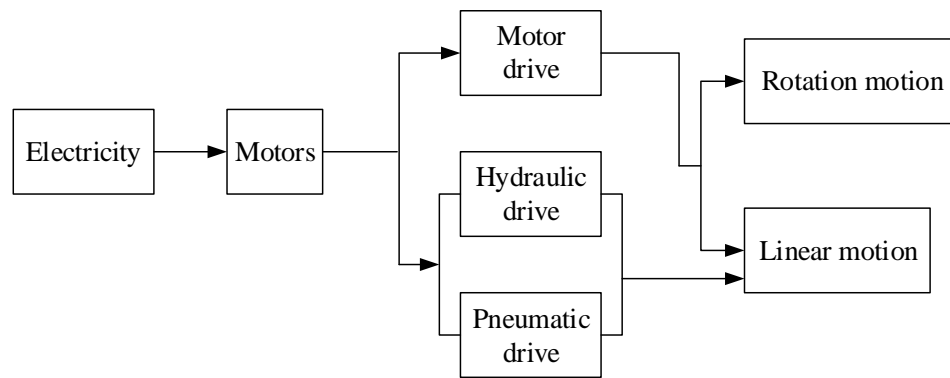 Electricity
Motors
Motor
drive
Hydraulic
drive
Pneumatic
drive
Rotation motion
Linear motion